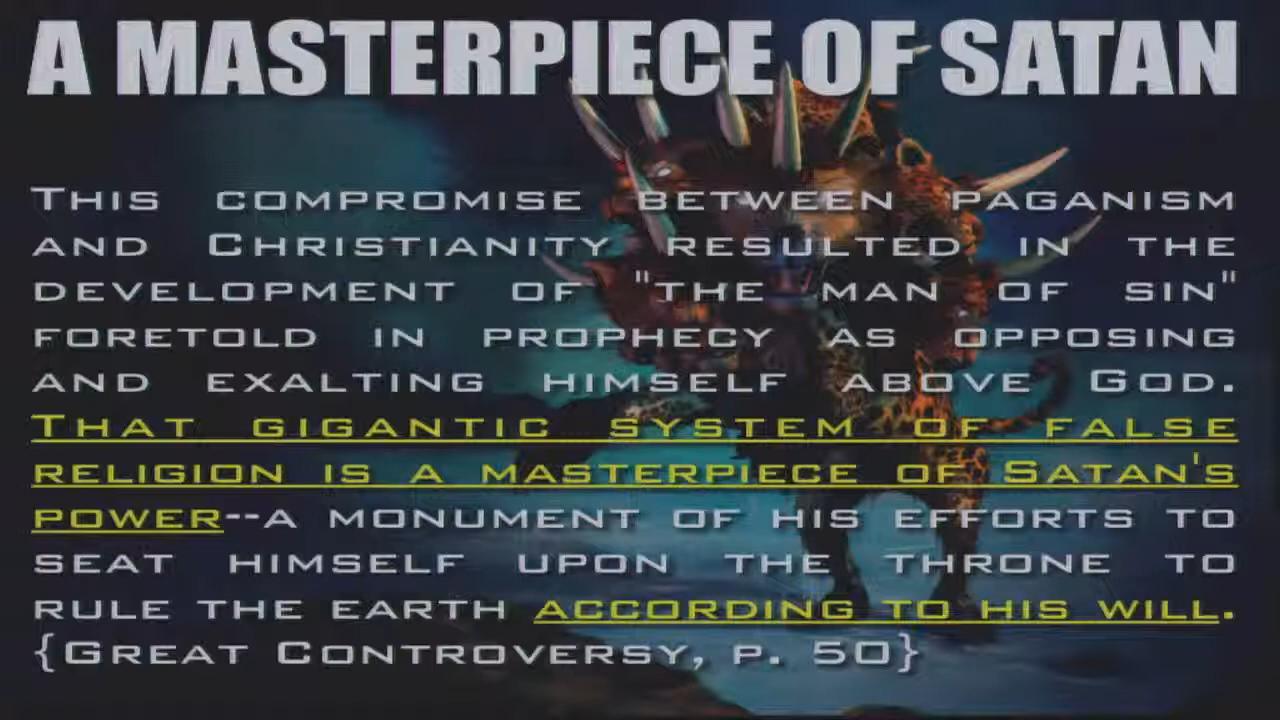 A MASTERPIECE OF SATAN
THIS COMPROMISE BETWEEN PAGANISM
AND CHRISTIANITY RESULTED IN THE
DEVELOPMENT OF "THE MAN OF SIN"
FORETOLD IN PROPHECY AS OPPOSING
AND EXALTING HIMSELF ABOVE GOD.
THAT GIGANTIC SYSTEM OF FALSE
RELIGION IS A MASTERPIECE OF SATAN'S
POWER--A MONUMENT OF HIS EFFORTS TO
SEAT HIMSELF UPON THE THRONE TO
RULE THE EARTH ACCORDING TO HIS WILL.
{GREAT CONTROVERSY, P. 50}